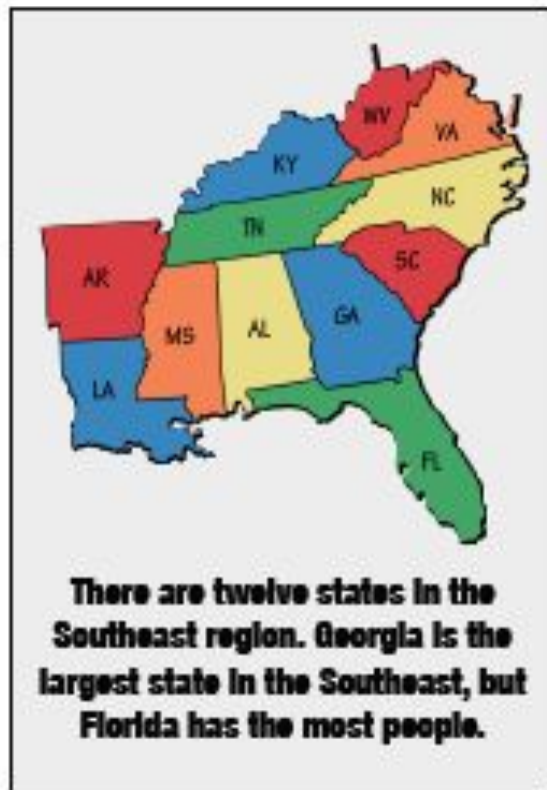 WV
VA
KY
NC
TN
SC
AR
GA
MS
AL
LA
FL
There are twelve states in the
Southeast region. Georgia is the
largest state in the Southeast, but
Florida has the most people.